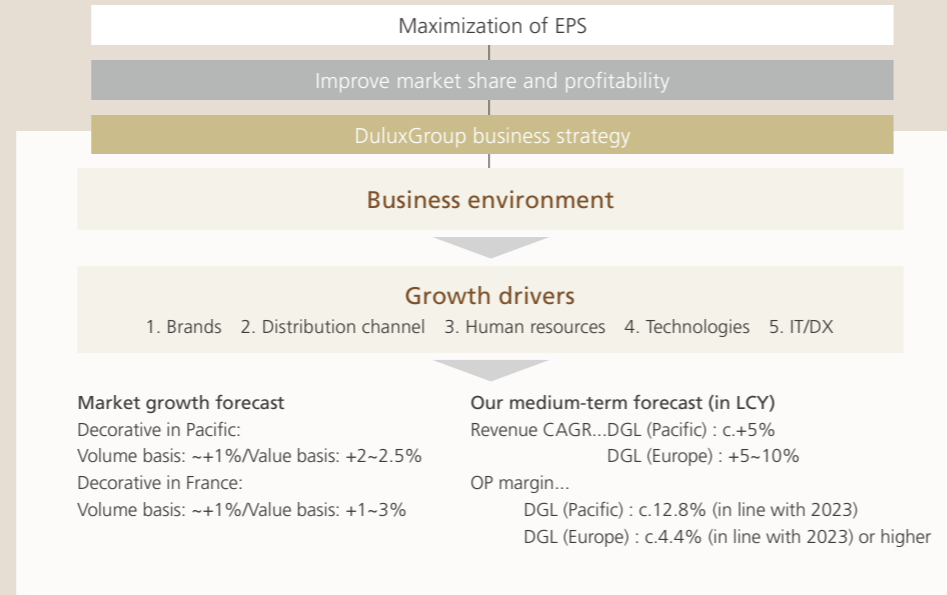 Maximization of EPS
Improve market share and profitability
DuluxGroup business strategy
Business environment
Growth drivers
1. Brands 2. Distribution channel 3. Human resources 4. Technologies 5. IT/DX
Market growth forecast
Decorative in Pacific:
Volume basis: ~+1%/Value basis: +2~2.5%
Decorative in France:
Volume basis: ~+1%/Value basis: +1~3%
Our medium-term forecast (in LCY)
Revenue CAGR...DGL (Pacific) : c.+5%
DGL (Europe) : +5~10%
OP margin...
DGL (Pacific) : c.12.8% (in line with 2023)
DGL (Europe) : c.4.4% (in line with 2023) or higher